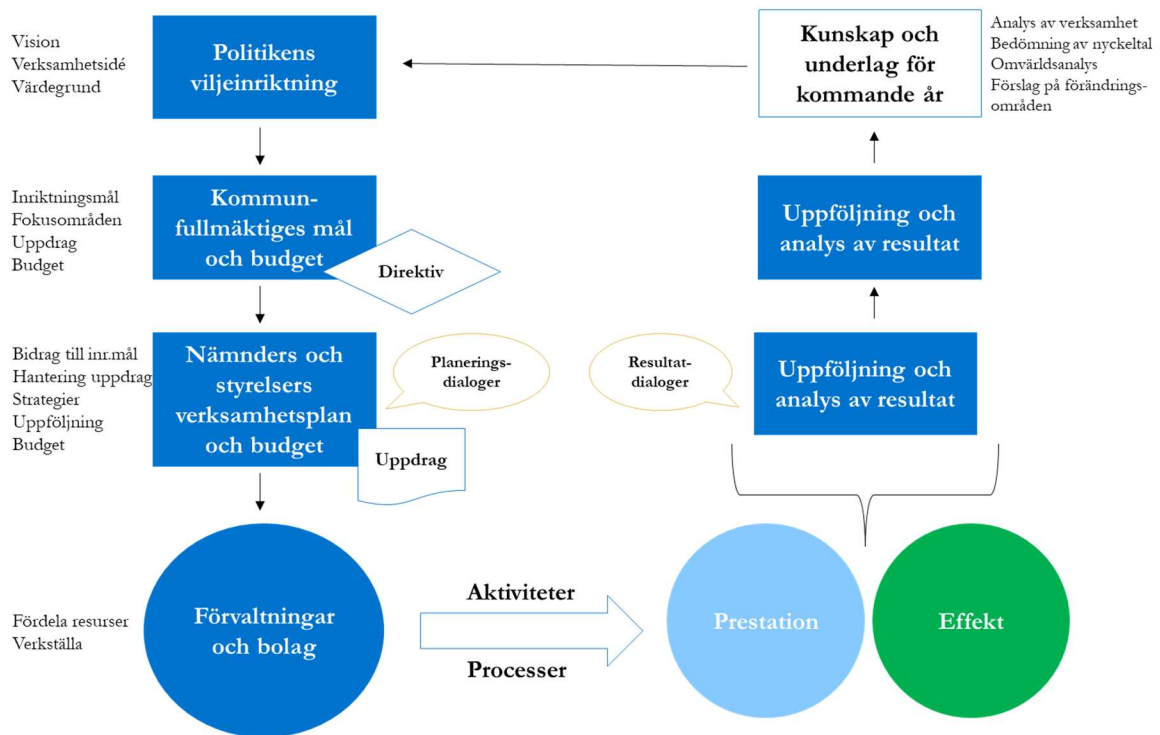 Vision
Verksamhetsidé
Värdegrund
Politikens
viljeinriktning
Kunskap och
underlag för
kommande år
Analys av verksamhet
Bedömning av nyckeltal
Omvärldsanalys
Förslag på förändrings-
områden
Inriktningsmål
Fokusområden
Uppdrag
Budget
Kommun-
fullmäktiges mål
och budget
Direktiv
Uppföljning och
analys av resultat
Bidrag till inr.mål
Hantering uppdrag
Strategier
Uppföljning
Budget
Nämnders och
styrelsers
verksamhetsplan
och budget
Planerings-
dialoger
Uppdrag
Resultat-
dialoger
Uppföljning och
analys av resultat
Fördela resurser
Verkställa
Förvaltningar
och bolag
Aktiviteter
Processer
Prestation
Effekt